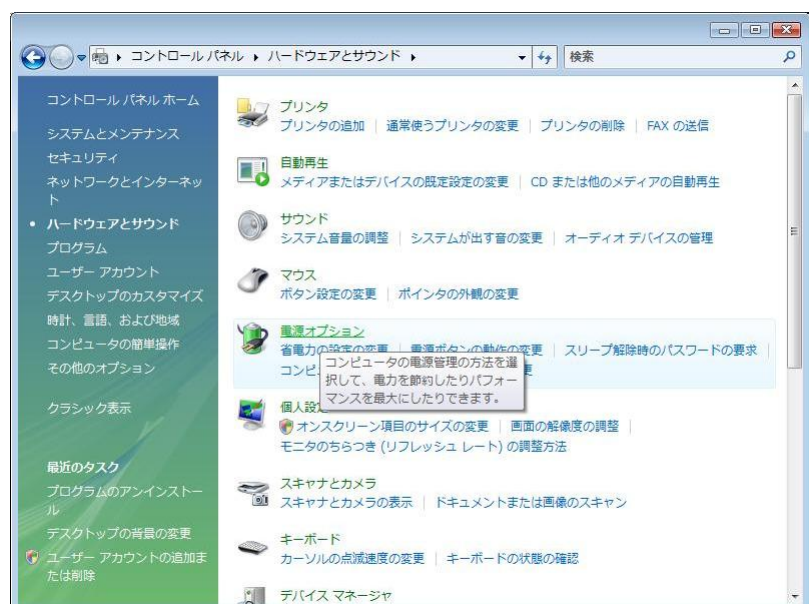 コントロール パネル ▸ ハードウェアとサウンド ▸
検索
コントロール パネル ホーム
システムとメンテナンス
セキュリティ
ネットワークとインターネッ
ト
ハードウェアとサウンド
プログラム
ユーザー アカウント
デスクトップのカスタマイズ
時計、言語、および地域
コンピュータの簡単操作
その他のオプション
クラシック表示
最近のタスク
プログラムのアンインストー
ル
デスクトップの背景の変更
ユーザー アカウントの追加ま
たは削除
プリンタ
プリンタの追加 | 通常使うプリンタの変更 | プリンタの削除 | FAX の送信
自動再生
メディアまたはデバイスの既定設定の変更 | CD または他のメディアの自動再生
サウンド
システム音量の調整 | システムが出す音の変更 | オーディオ デバイスの管理
マウス
ボタン設定の変更 | ポインタの外観の変更
電源オプション
省電力の設定の変更 | 電源ボタンの動作の変更 | スリープ解除時のパスワードの要求
コンピ
コンピュータの電源管理の方法を選
択して、電力を節約したりパフォー
マンスを最大にしたりできます。
個人設定
オンスクリーン項目のサイズの変更 | 画面の解像度の調整 |
モニタのちらつき (リフレッシュ レート) の調整方法
スキャナとカメラ
スキャナとカメラの表示 | ドキュメントまたは画像のスキャン
キーボード
カーソルの点滅速度の変更 | キーボードの状態の確認
デバイス マネージャ